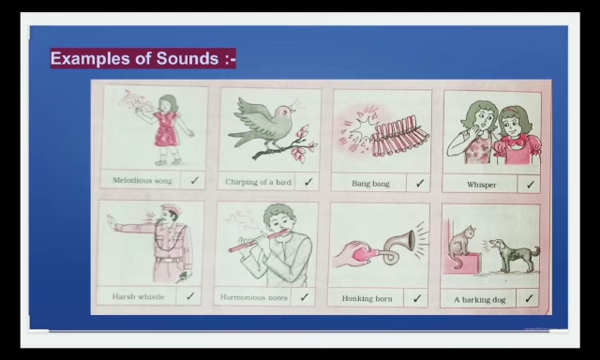 Examples of Sounds :-
Melodious song ✓
Chirping of a bird ✓
Bang bang ✓
Whisper ✓
Harsh whistle ✓
Harmonious notes ✓
Honking horn ✓
A barking dog ✓